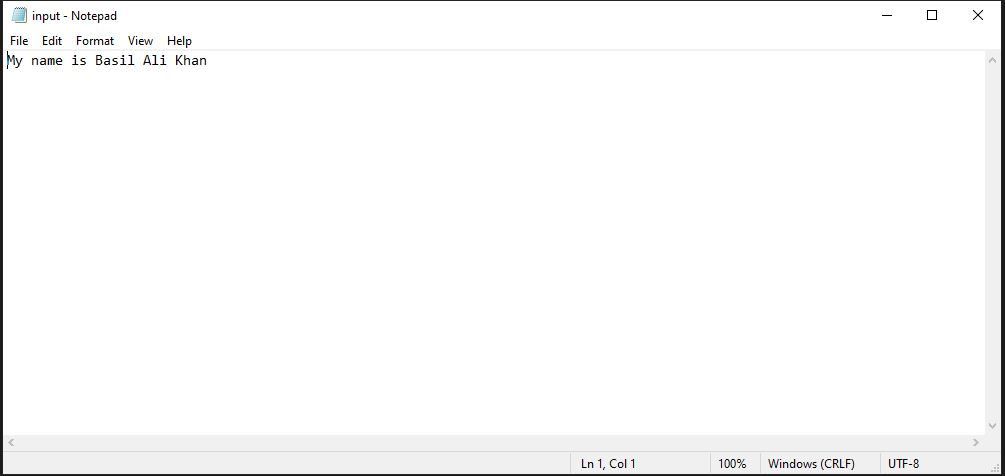 input - Notepad
File Edit Format View Help
My name is Basil Ali Khan
Ln 1, Col 1 100% Windows (CRLF) UTF-8